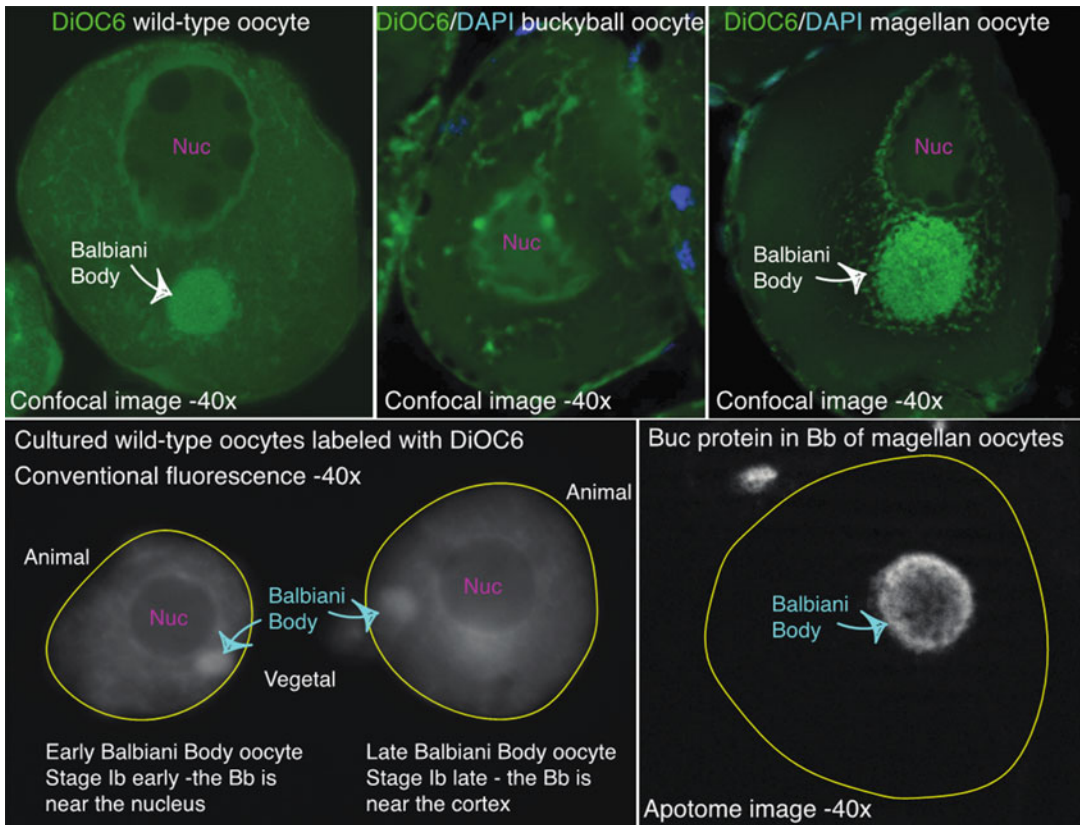 DiOC6 wild-type oocyte
Nuc
Balbiani
Body
Confocal image -40x
DiOC6/DAPI buckyball oocyte
Nuc
Confocal image -40x
DiOC6/DAPI magellan oocyte
Nuc
Balbiani
Body
Confocal image -40x
Cultured wild-type oocytes labeled with DiOC6
Conventional fluorescence -40x
Animal
Animal
Nuc
Nuc
Balbiani
Body
Vegetal
Early Balbiani Body oocyte
Stage Ib early -the Bb is
near the nucleus
Late Balbiani Body oocyte
Stage Ib late - the Bb is
near the cortex
Buc protein in Bb of magellan oocytes
Balbiani
Body
Apotome image -40x